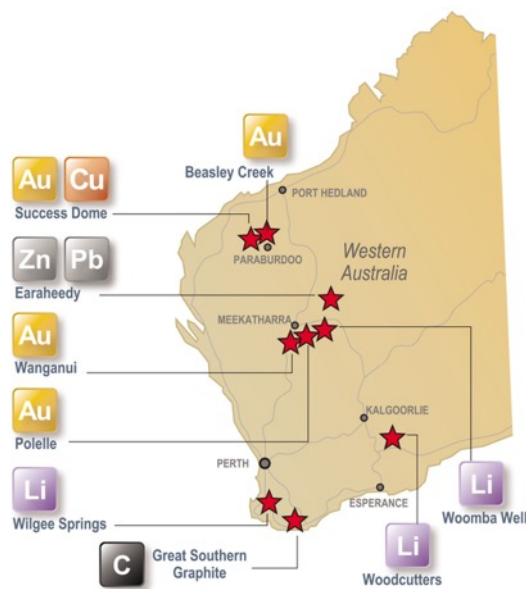 Au
Beasley Creek
Au Cu
Success Dome
PORT HEDLAND
PARABURDOO
Western
Australia
Zn Pb
Earaheedy
MEEKATHARRA
Au
Wanganui
Au
Polelle
KALGOORLIE
PERTH
Li
Wilgee Springs
ESPERANCE
Li
Woomba Well
C
Great Southern
Graphite
Li
Woodcutters